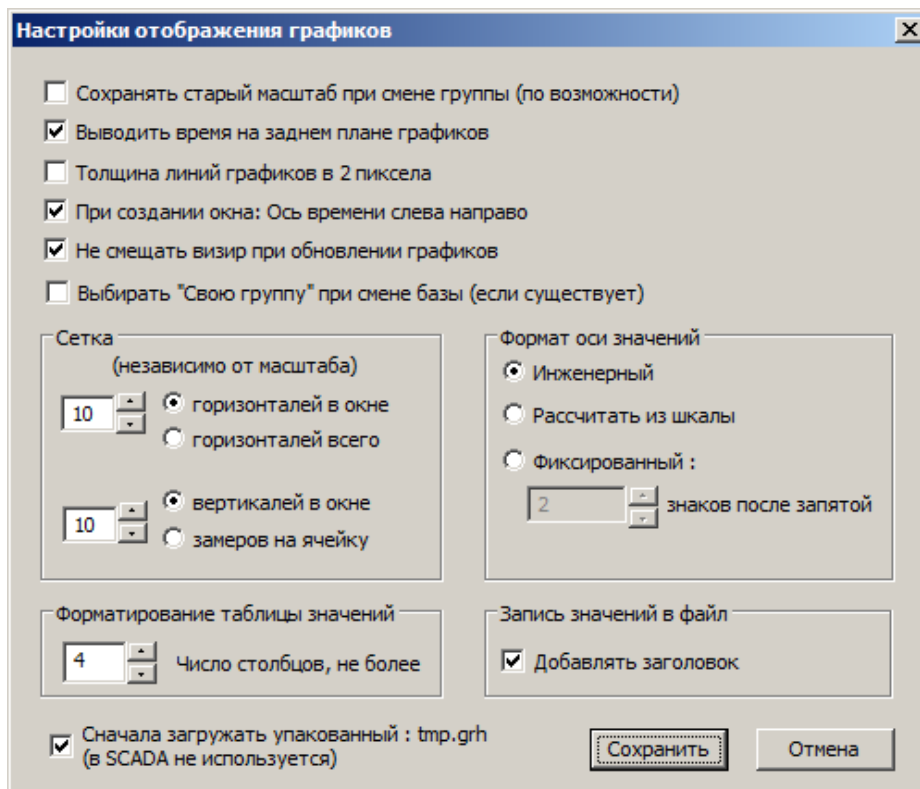 Настройки отображения графиков
Сохранять старый масштаб при смене группы (по возможности)
Выводить время на заднем плане графиков
Толщина линий графиков в 2 пиксела
При создании окна: Ось времени слева направо
Не смещать визир при обновлении графиков
Выбирать "Свою группу" при смене базы (если существует)
Сетка
(независимо от масштаба)
10
горизонталей в окне
горизонталей всего
10
вертикалей в окне
замеров на ячейку
Формат оси значений
Инженерный
Рассчитать из шкалы
Фиксированный :
2 знаков после запятой
Форматирование таблицы значений
4 Число столбцов, не более
Запись значений в файл
Добавлять заголовок
Сначала загружать упакованный : tmp.grh
(в SCADA не используется)
Сохранить
Отмена